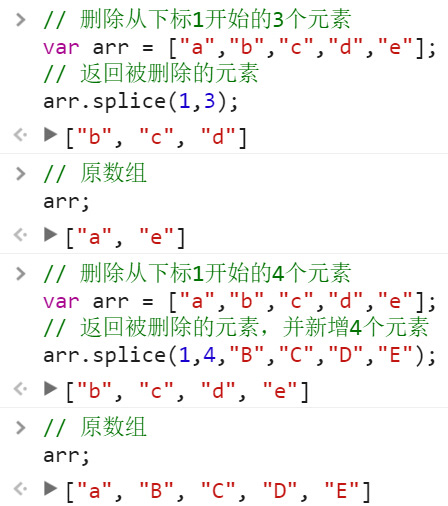 // 删除从下标1开始的3个元素
var arr = ["a","b","c","d","e"];
// 返回被删除的元素
arr.splice(1,3);
["b", "c", "d"]
// 原数组
arr;
["a", "e"]
// 删除从下标1开始的4个元素
var arr = ["a","b","c","d","e"];
// 返回被删除的元素，并新增4个元素
arr.splice(1,4,"B","C","D","E");
["b", "c", "d", "e"]
// 原数组
arr;
["a", "B", "C", "D", "E"]